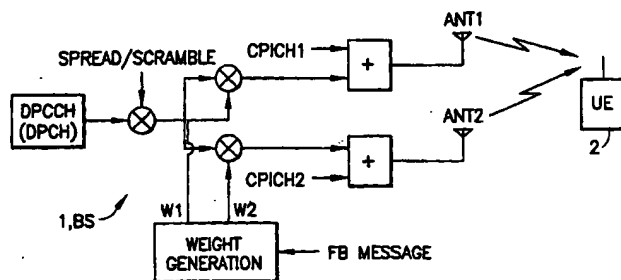 SPREAD/SCRAMBLE
CPICH1
ANT1
DPCCH
(DPCH)
+
UE
2
ANT2
+
CPICH2
1,BS
W1
W2
WEIGHT
GENERATION
FB MESSAGE